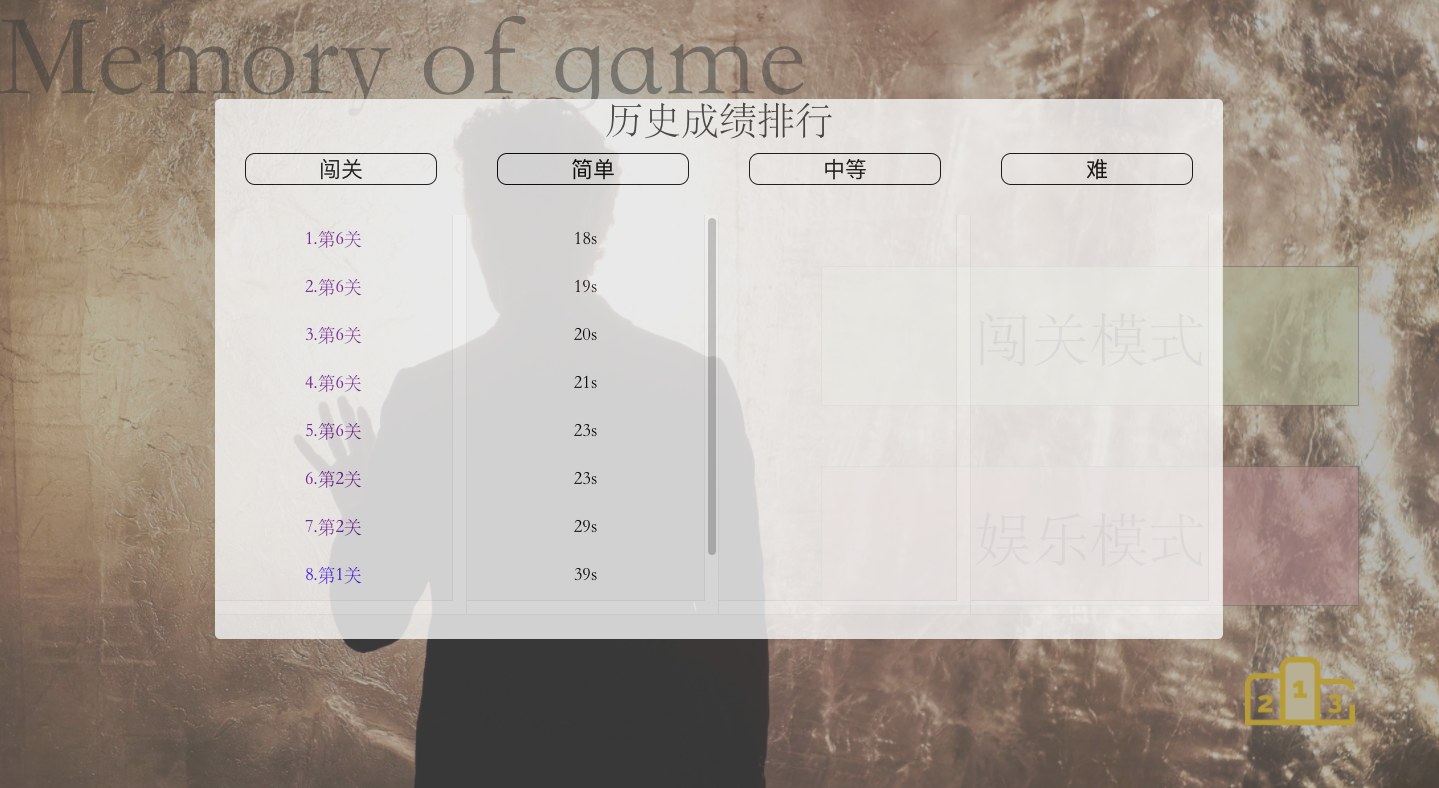 Memory of game
历史成绩排行
闯关 简单 中等 难
1.第6关 18s
2.第6关 19s
3.第6关 20s
闯关模式
4.第6关 21s
5.第6关 23s
6.第2关 23s
7.第2关 29s
娱乐模式
8.第1关 39s
2 1 3